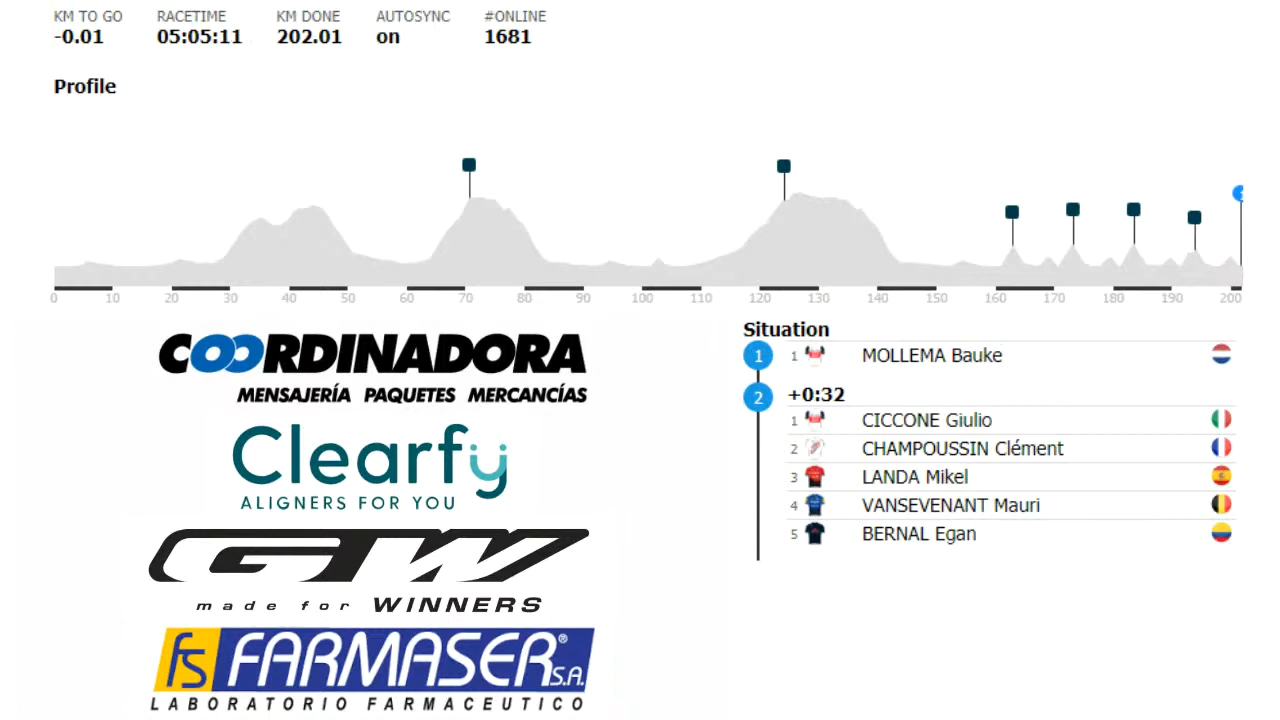 KM TO GO RACETIME KM DONE AUTOSYNC #ONLINE
-0.01 05:05:11 202.01 on 1681
Profile
0 10 20 30 40 50 60 70 80 90 100 110 120 130 140 150 160 170 180 190 200
COORDINADORA
MENSAJERÍA PAQUETES MERCANCÍAS
Clearfy
ALIGNERS FOR YOU
GW
made for WINNERS
fs FARMASER® S.A.
LABORATORIO FARMACEUTICO
Situation
1 1 MOLLEMA Bauke
2 +0:32
1 CICCONE Giulio
2 CHAMPOUSSIN Clément
3 LANDA Mikel
4 VANSEVENANT Mauri
5 BERNAL Egan